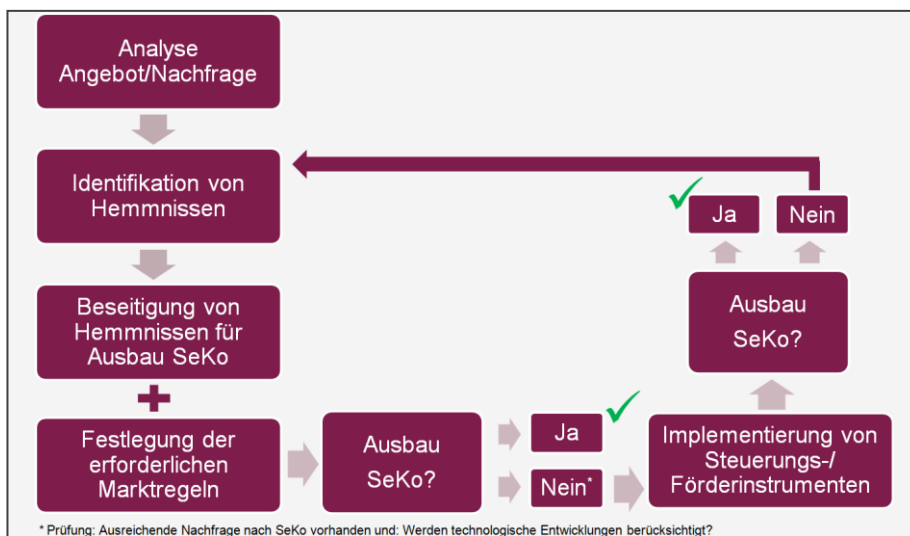 Analyse
Angebot/Nachfrage
Identifikation von
Hemmnissen
Beseitigung von
Hemmnissen für
Ausbau SeKo
Festlegung der
erforderlichen
Marktregeln
Ausbau
SeKo?
Ja
Nein*
Implementierung von
Steuerungs-/
Förderinstrumenten
Ausbau
SeKo?
Ja
Nein
* Prüfung: Ausreichende Nachfrage nach SeKo vorhanden und: Werden technologische Entwicklungen berücksichtigt?